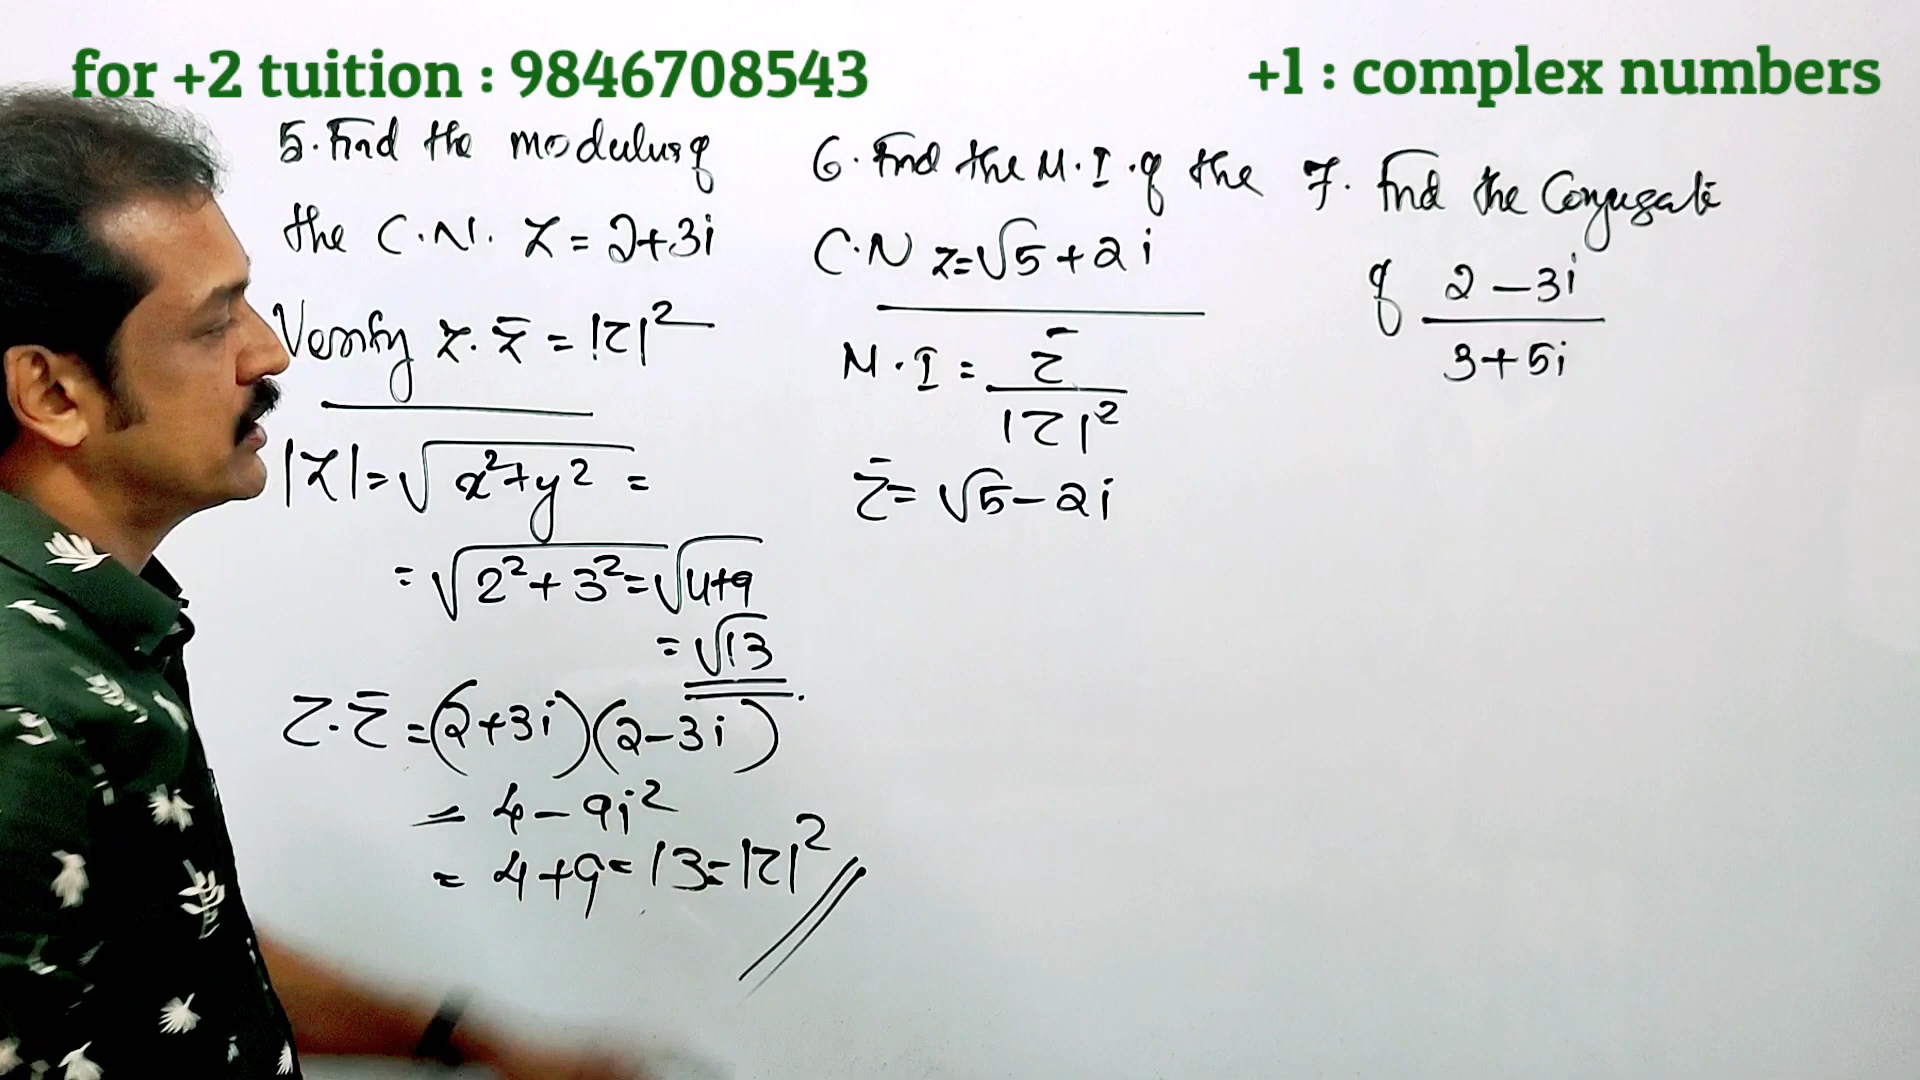 for +2 tuition : 9846708543
+1 : complex numbers
5. Find the modulus of
the C.N. z = 2+3i
Verify z. z̄ = |z|²
|z| = √(x²+y²) =
= √(2²+3²) = √(4+9)
= √13
z. z̄ = (2+3i)(2-3i)
= 4 - 9i²
= 4+9 = 13 = |z|²
6. Find the M.I. of the
C.N z = √5 + 2i
M.I = z̄ / |z|²
z̄ = √5 - 2i
7. Find the Conjugate
of (2-3i) / (3+5i)